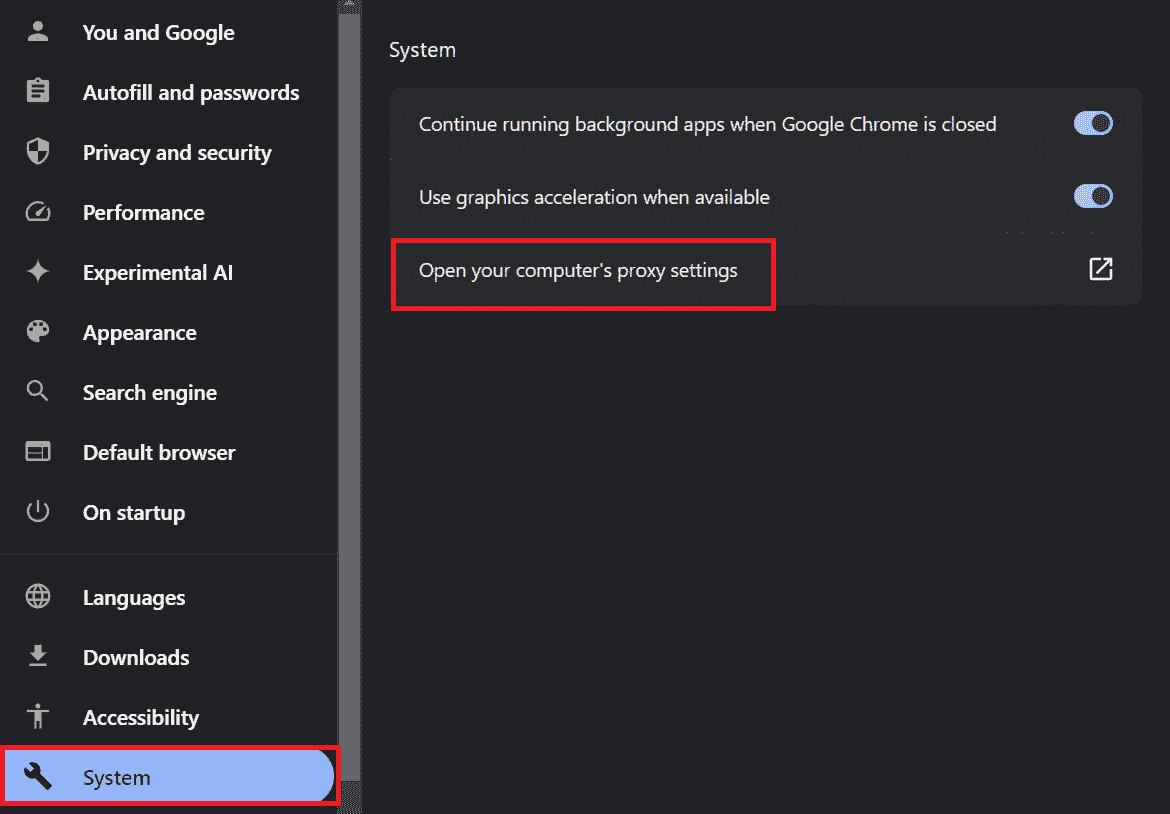 You and Google
Autofill and passwords
Privacy and security
Performance
Experimental AI
Appearance
Search engine
Default browser
On startup
Languages
Downloads
Accessibility
System
System
Continue running background apps when Google Chrome is closed
Use graphics acceleration when available
Open your computer's proxy settings